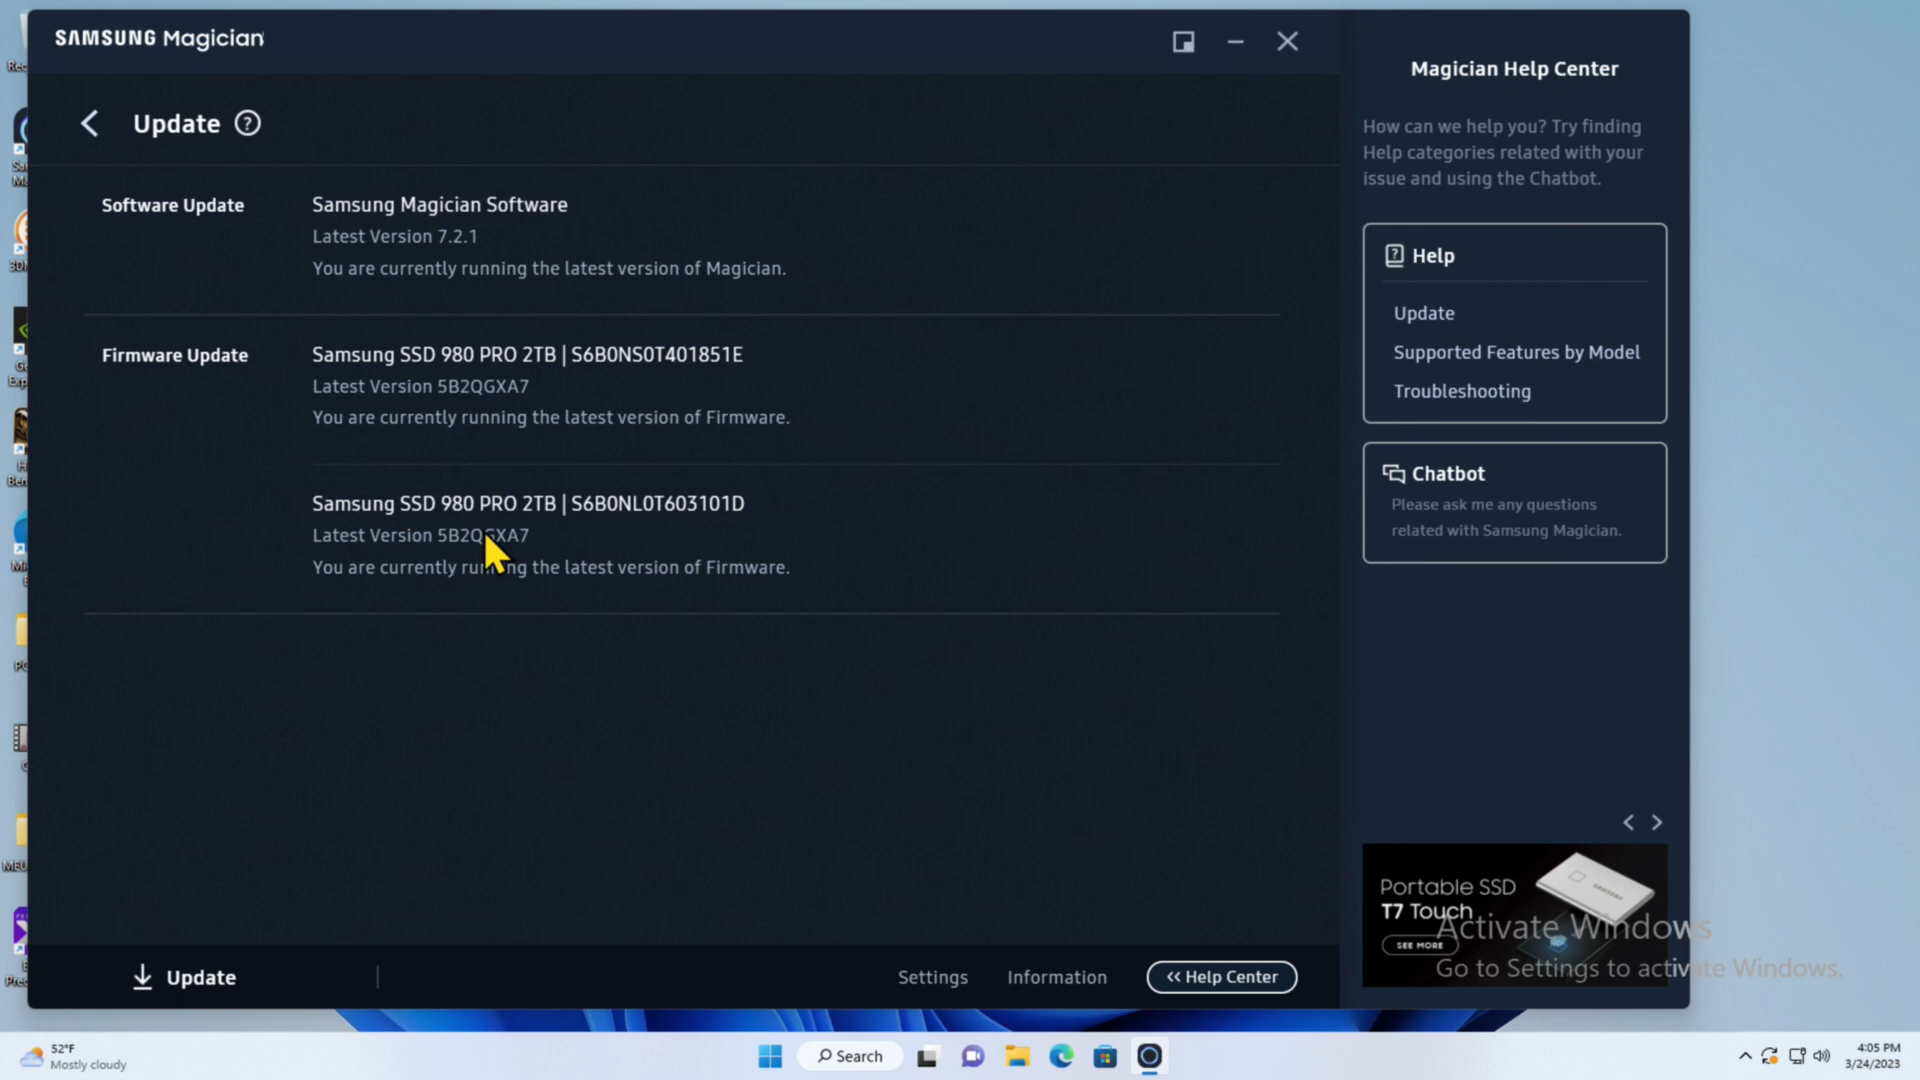 SAMSUNG Magician
Update
Software Update
Samsung Magician Software
Latest Version 7.2.1
You are currently running the latest version of Magician.
Firmware Update
Samsung SSD 980 PRO 2TB | S6B0NS0T401851E
Latest Version 5B2QGXA7
You are currently running the latest version of Firmware.
Samsung SSD 980 PRO 2TB | S6B0NL0T603101D
Latest Version 5B2QGXA7
You are currently running the latest version of Firmware.
Update
Settings
Information
<< Help Center
Magician Help Center
How can we help you? Try finding
Help categories related with your
issue and using the Chatbot.
Help
Update
Supported Features by Model
Troubleshooting
Chatbot
Please ask me any questions
related with Samsung Magician.
Portable SSD
T7 Touch
SEE MORE
SAMSUNG
Activate Windows
Go to Settings to activate Windows.
52°F
Mostly cloudy
Search
4:05 PM
3/24/2023